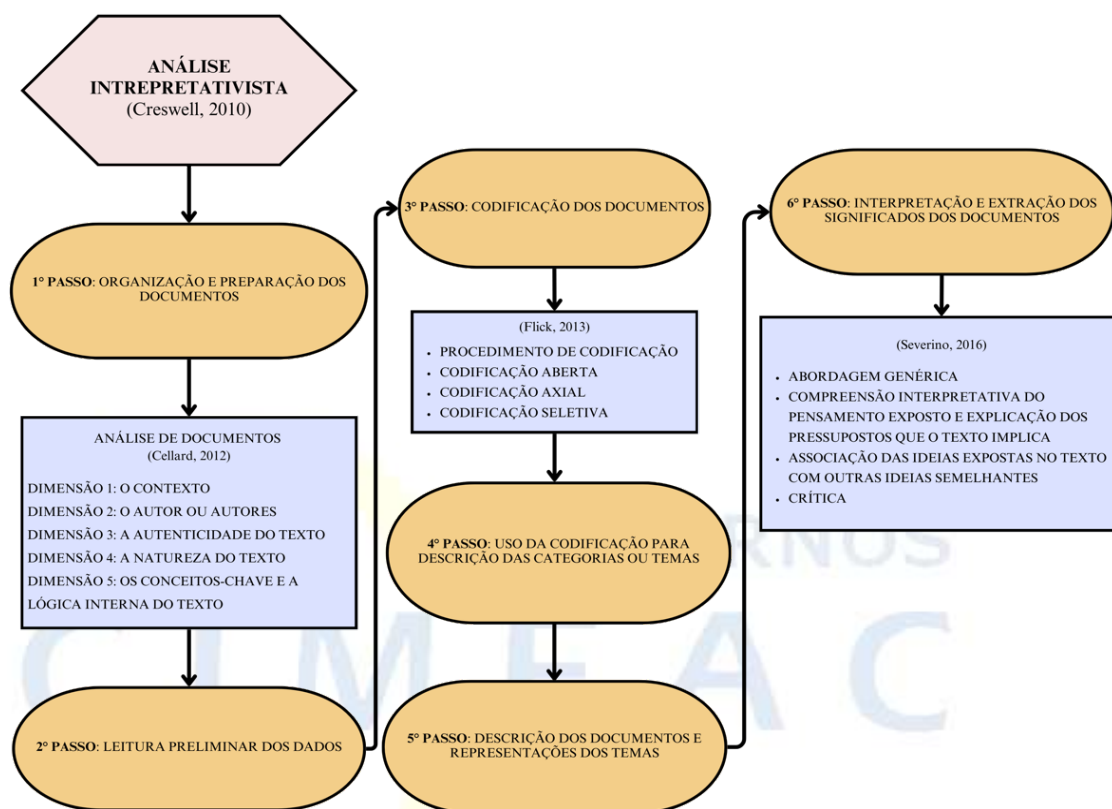 ANÁLISE
INTREPRETATIVISTA
(Creswell, 2010)
1° PASSO: ORGANIZAÇÃO E PREPARAÇÃO DOS
DOCUMENTOS
ANÁLISE DE DOCUMENTOS
(Cellard, 2012)
DIMENSÃO 1: O CONTEXTO
DIMENSÃO 2: O AUTOR OU AUTORES
DIMENSÃO 3: A AUTENTICIDADE DO TEXTO
DIMENSÃO 4: A NATUREZA DO TEXTO
DIMENSÃO 5: OS CONCEITOS-CHAVE E A
LÓGICA INTERNA DO TEXTO
2° PASSO: LEITURA PRELIMINAR DOS DADOS
3° PASSO: CODIFICAÇÃO DOS DOCUMENTOS
(Flick, 2013)
• PROCEDIMENTO DE CODIFICAÇÃO
• CODIFICAÇÃO ABERTA
• CODIFICAÇÃO AXIAL
• CODIFICAÇÃO SELETIVA
4° PASSO: USO DA CODIFICAÇÃO PARA
DESCRIÇÃO DAS CATEGORIAS OU TEMAS
5° PASSO: DESCRIÇÃO DOS DOCUMENTOS E
REPRESENTAÇÕES DOS TEMAS
6° PASSO: INTERPRETAÇÃO E EXTRAÇÃO DOS
SIGNIFICADOS DOS DOCUMENTOS
(Severino, 2016)
• ABORDAGEM GENÉRICA
• COMPREENSÃO INTERPRETATIVA DO
PENSAMENTO EXPOSTO E EXPLICAÇÃO DOS
PRESSUPOSTOS QUE O TEXTO IMPLICA
• ASSOCIAÇÃO DAS IDEIAS EXPOSTAS NO TEXTO
COM OUTRAS IDEIAS SEMELHANTES
• CRÍTICA
CIMEAC